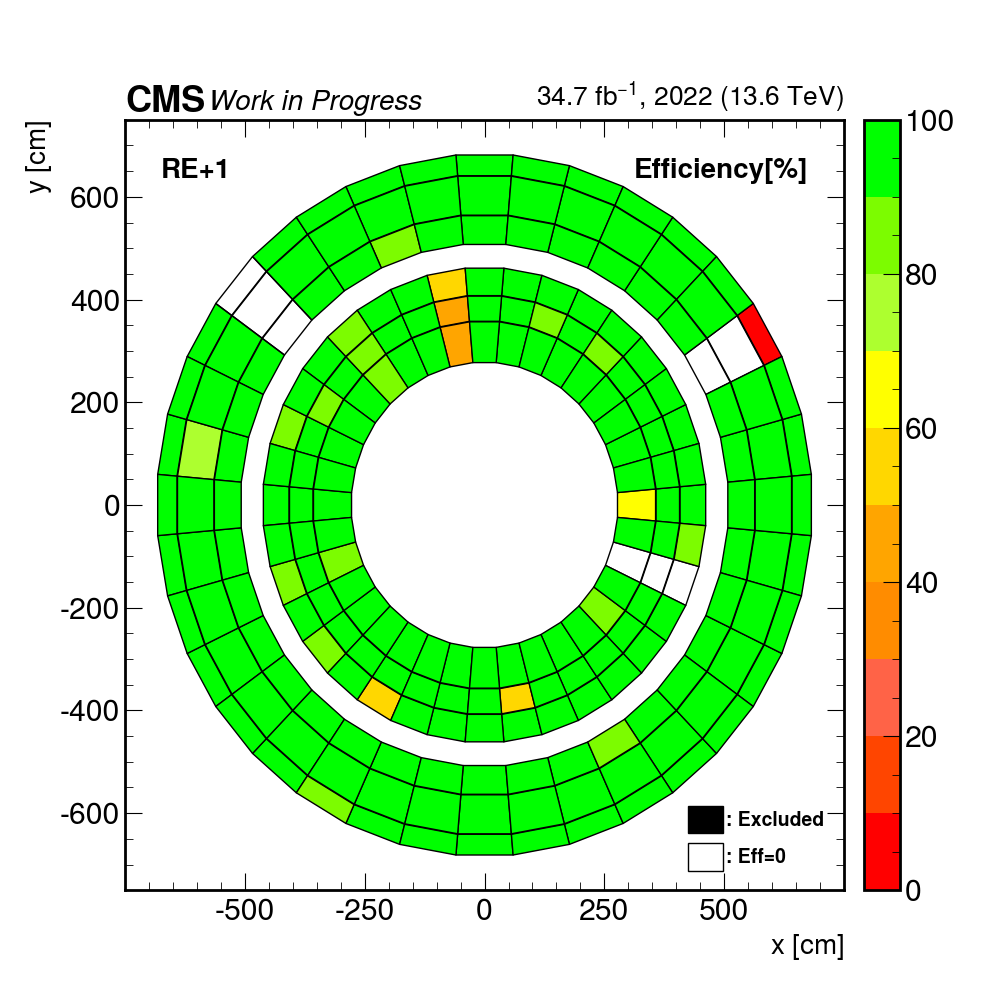 CMS Work in Progress 34.7 fb⁻¹, 2022 (13.6 TeV)
y [cm]
RE+1 Efficiency[%]
600
400
200
0
-200
-400
-600
-500 -250 0 250 500
x [cm]
100
80
60
40
20
0
: Excluded
: Eff=0